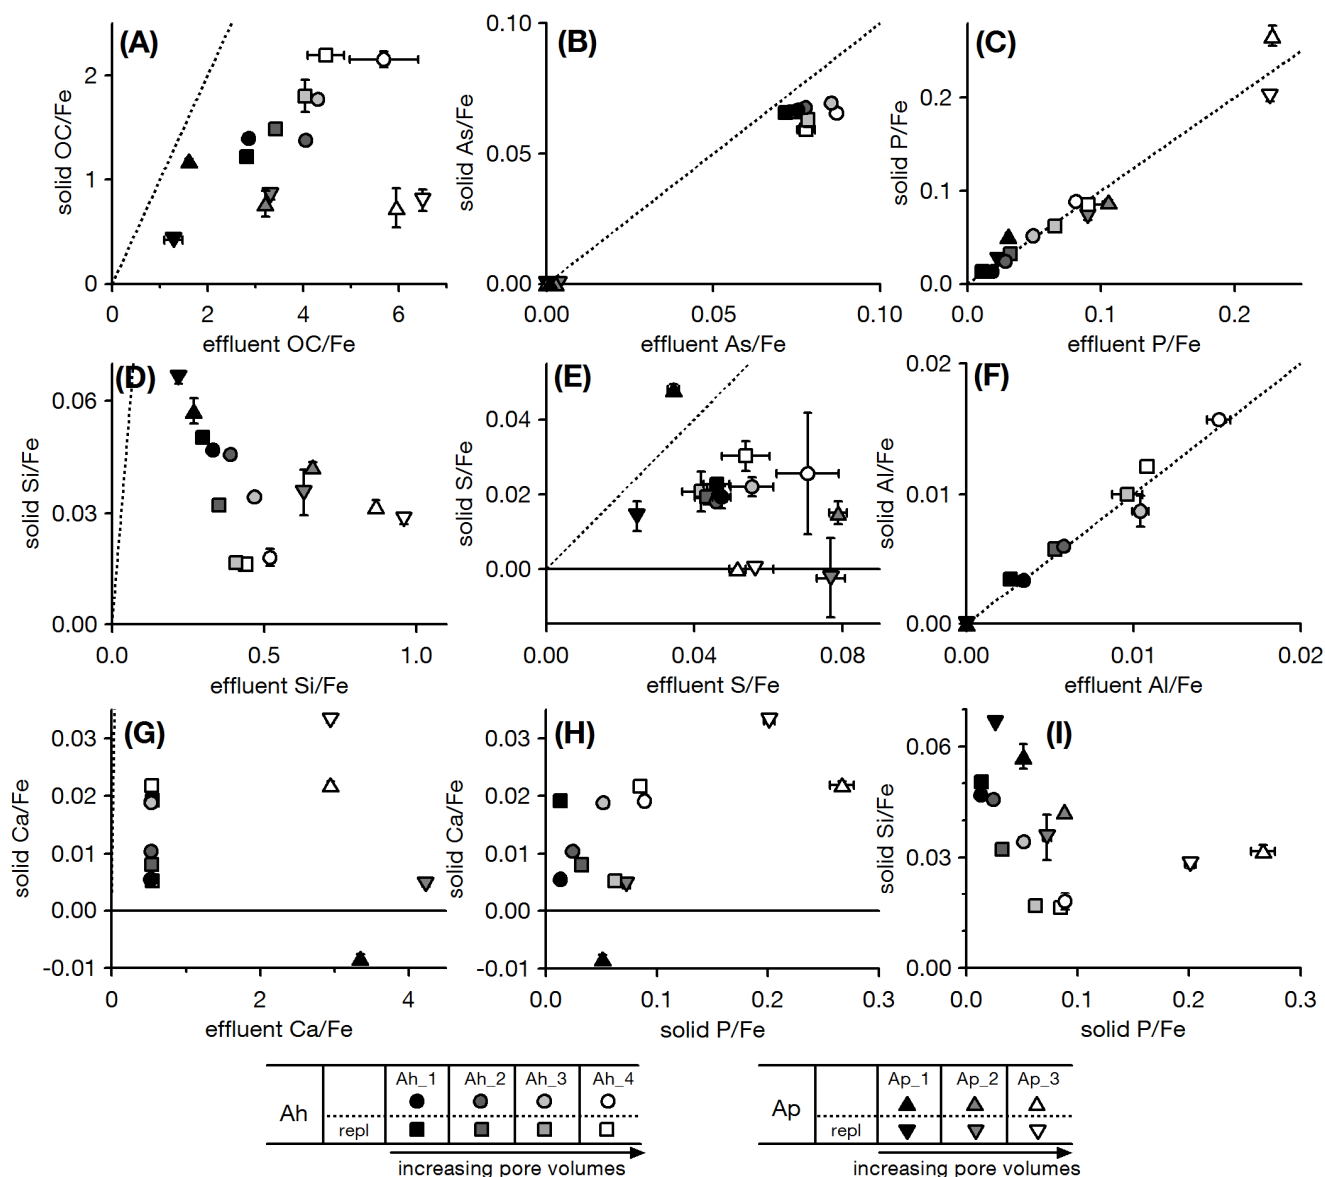 (A)
solid OC/Fe
2
1
0
0 2 4 6
effluent OC/Fe
(B)
solid As/Fe
0.10
0.05
0.00
0.00 0.05 0.10
effluent As/Fe
(C)
solid P/Fe
0.2
0.1
0.0
0.0 0.1 0.2
effluent P/Fe
(D)
solid Si/Fe
0.06
0.03
0.00
0.0 0.5 1.0
effluent Si/Fe
(E)
solid S/Fe
0.04
0.02
0.00
0.00 0.04 0.08
effluent S/Fe
(F)
solid Al/Fe
0.02
0.01
0.00
0.00 0.01 0.02
effluent Al/Fe
(G)
solid Ca/Fe
0.03
0.02
0.01
0.00
-0.01
0 2 4
effluent Ca/Fe
(H)
solid Ca/Fe
0.03
0.02
0.01
0.00
-0.01
0.0 0.1 0.2 0.3
solid P/Fe
(I)
solid Si/Fe
0.06
0.03
0.00
0.0 0.1 0.2 0.3
solid P/Fe
Ah_1 Ah_2 Ah_3 Ah_4
Ah
repl
increasing pore volumes
Ap_1 Ap_2 Ap_3
Ap
repl
increasing pore volumes